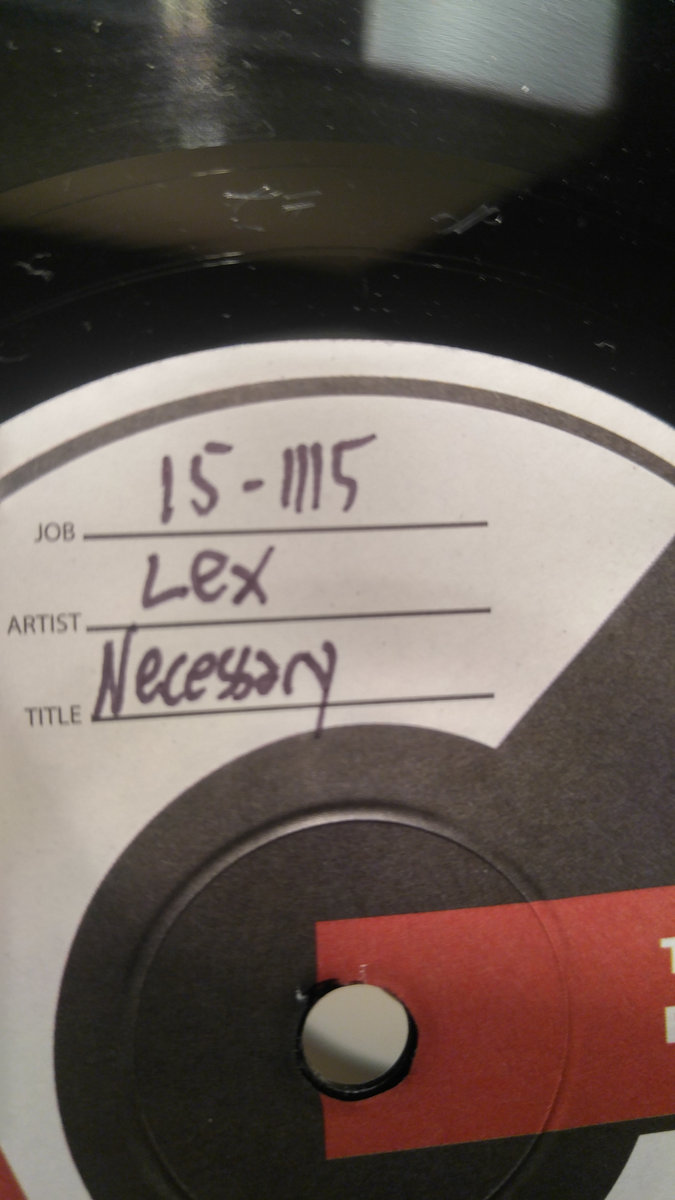 JOB 15-1115
ARTIST Lex
TITLE Necessary